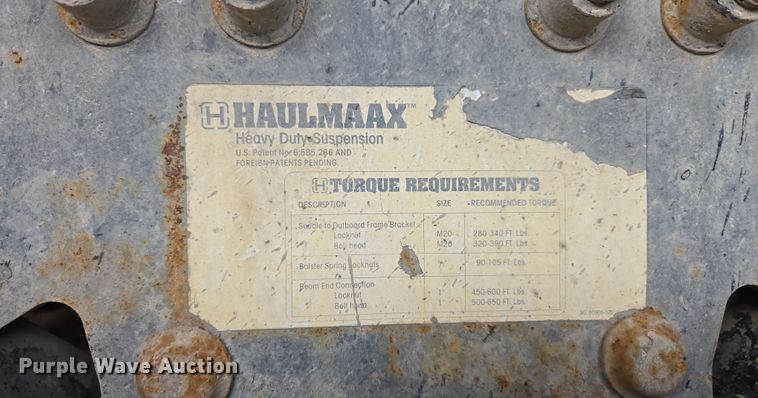 H HAULMAAX™
Heavy Duty Suspension
U.S. Patent No. 6,585,286 AND
FOREIGN PATENTS PENDING
H TORQUE REQUIREMENTS
DESCRIPTION SIZE RECOMMENDED TORQUE
Saddle to Outboard Frame Bracket
Locknut M20 280-340 FT. Lbs.
Bolt head M20 320-390 FT. Lbs.
Bolster Spring Locknuts 90-105 FT. Lbs.
Beam End Connection
Locknut 1" 450-600 FT. Lbs.
Bolt head 500-650 FT. Lbs.
Purple Wave Auction